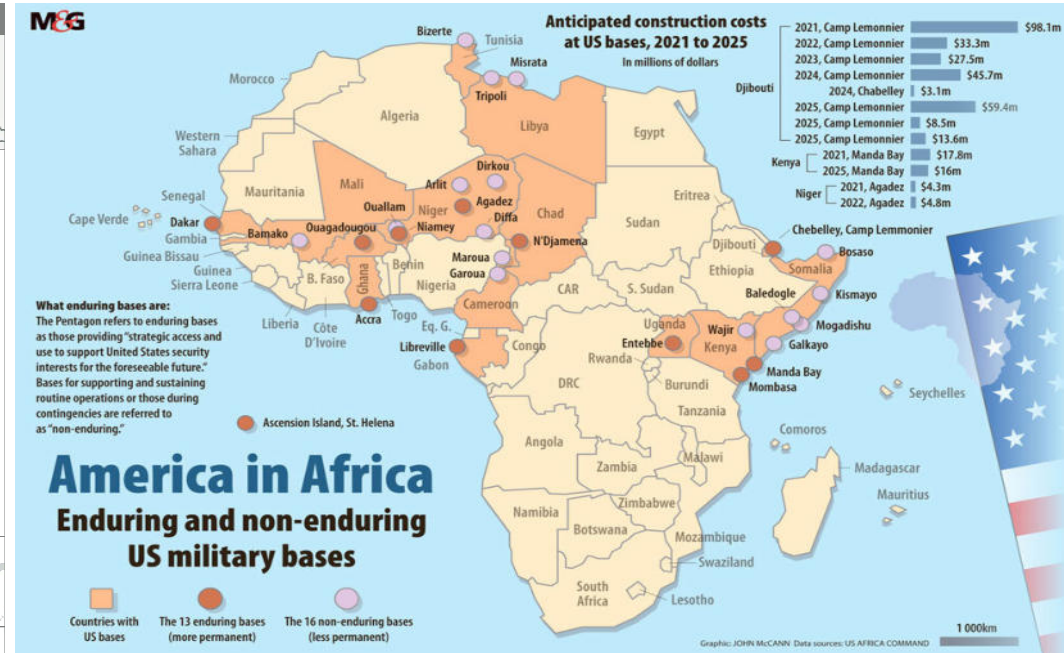 M&G
Anticipated construction costs
at US bases, 2021 to 2025
In millions of dollars
Djibouti
2021, Camp Lemonnier $98.1m
2022, Camp Lemonnier $33.3m
2023, Camp Lemonnier $27.5m
2024, Camp Lemonnier $45.7m
2024, Chabelley $3.1m
2025, Camp Lemonnier $59.4m
2025, Camp Lemonnier $8.5m
2025, Camp Lemonnier $13.6m
Kenya
2021, Manda Bay $17.8m
2025, Manda Bay $16m
Niger
2021, Agadez $4.3m
2022, Agadez $4.8m
Bizerte
Tunisia
Misrata
Morocco
Tripoli
Algeria
Libya
Egypt
Western
Sahara
Dirkou
Arlit
Mauritania
Mali
Niger
Agadez
Chad
Eritrea
Senegal
Ouallam
Diffa
Sudan
Cape Verde
Dakar
Gambia
Bamako
Ouagadougou
Niamey
N'Djamena
Chebelley, Camp Lemmonier
Djibouti
Bosaso
Guinea Bissau
Guinea
Sierra Leone
B. Faso
Ghana
Benin
Nigeria
Maroua
Garoua
Ethiopia
Somalia
CAR
S. Sudan
Baledogle
Kismayo
Cameroon
Liberia
Côte
D'Ivoire
Accra
Togo
Eq. G.
Uganda
Wajir
Mogadishu
Libreville
Gabon
Congo
Entebbe
Kenya
Galkayo
Rwanda
Manda Bay
Mombasa
DRC
Burundi
Seychelles
Tanzania
What enduring bases are:
The Pentagon refers to enduring bases
as those providing "strategic access and
use to support United States security
interests for the foreseeable future."
Bases for supporting and sustaining
routine operations or those during
contingencies are referred to
as "non-enduring."
Ascension Island, St. Helena
Angola
Zambia
Malawi
Comoros
Madagascar
Mauritius
Namibia
Zimbabwe
Botswana
Mozambique
Swaziland
South
Africa
Lesotho
America in Africa
Enduring and non-enduring
US military bases
Countries with
US bases
The 13 enduring bases
(more permanent)
The 16 non-enduring bases
(less permanent)
1 000km
Graphic: JOHN McCANN Data sources: US AFRICA COMMAND